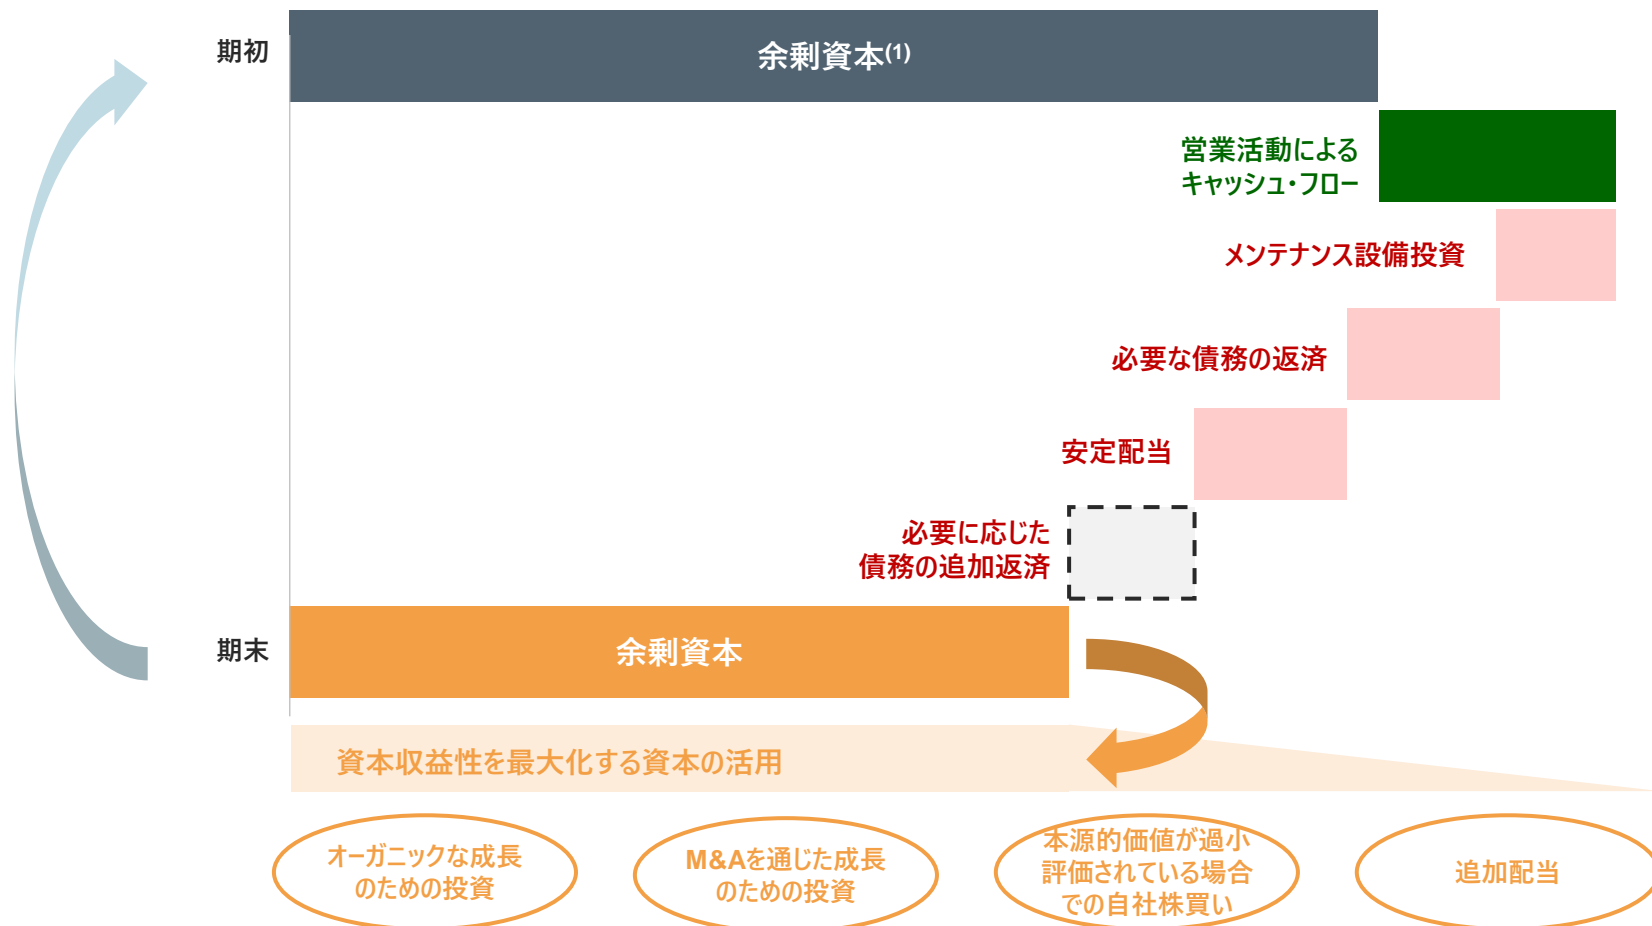 期初
余剰資本(1)
営業活動による
キャッシュ・フロー
メンテナンス設備投資
必要な債務の返済
安定配当
必要に応じた
債務の追加返済
期末
余剰資本
資本収益性を最大化する資本の活用
オーガニックな成長
のための投資
M&Aを通じた成長
のための投資
本源的価値が過小
評価されている場合
での自社株買い
追加配当